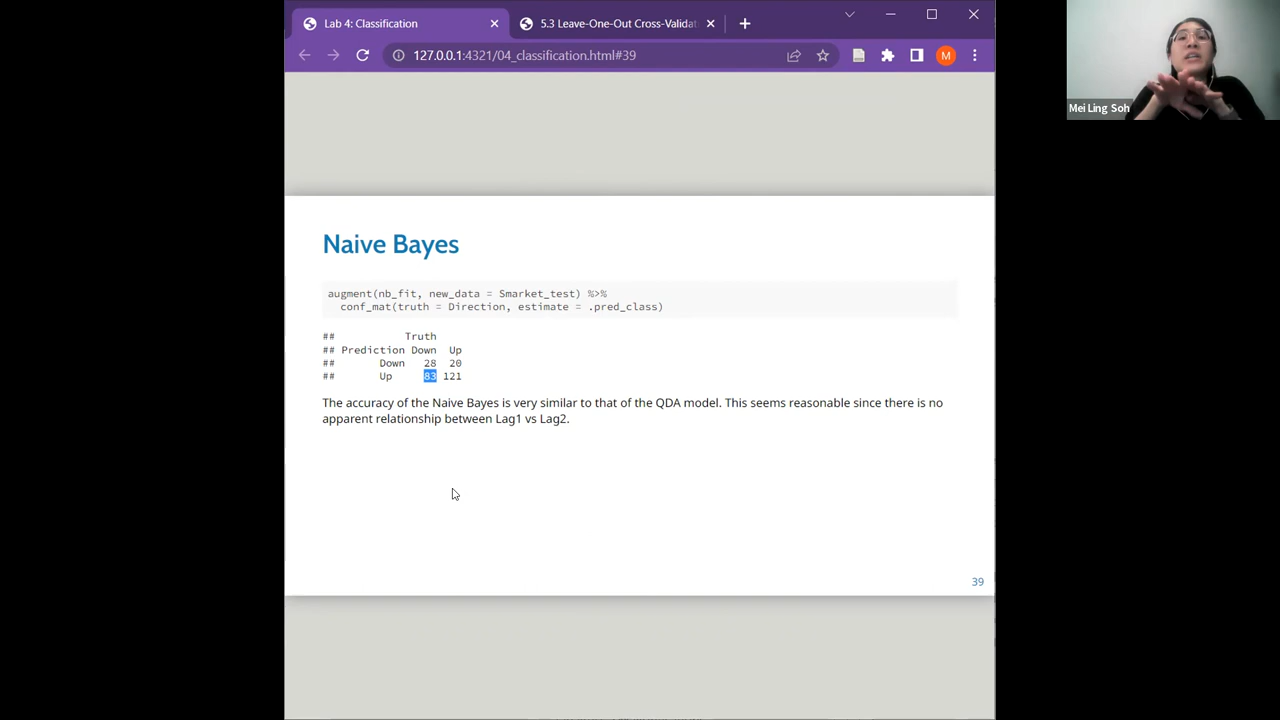 Lab 4: Classification
5.3 Leave-One-Out Cross-Validat
127.0.0.1:4321/04_classification.html#39
M
Mei Ling Soh
Naive Bayes
augment(nb_fit, new_data = Smarket_test) %>%
conf_mat(truth = Direction, estimate = .pred_class)
## Truth
## Prediction Down Up
## Down 28 20
## Up 83 121
The accuracy of the Naive Bayes is very similar to that of the QDA model. This seems reasonable since there is no
apparent relationship between Lag1 vs Lag2.
39